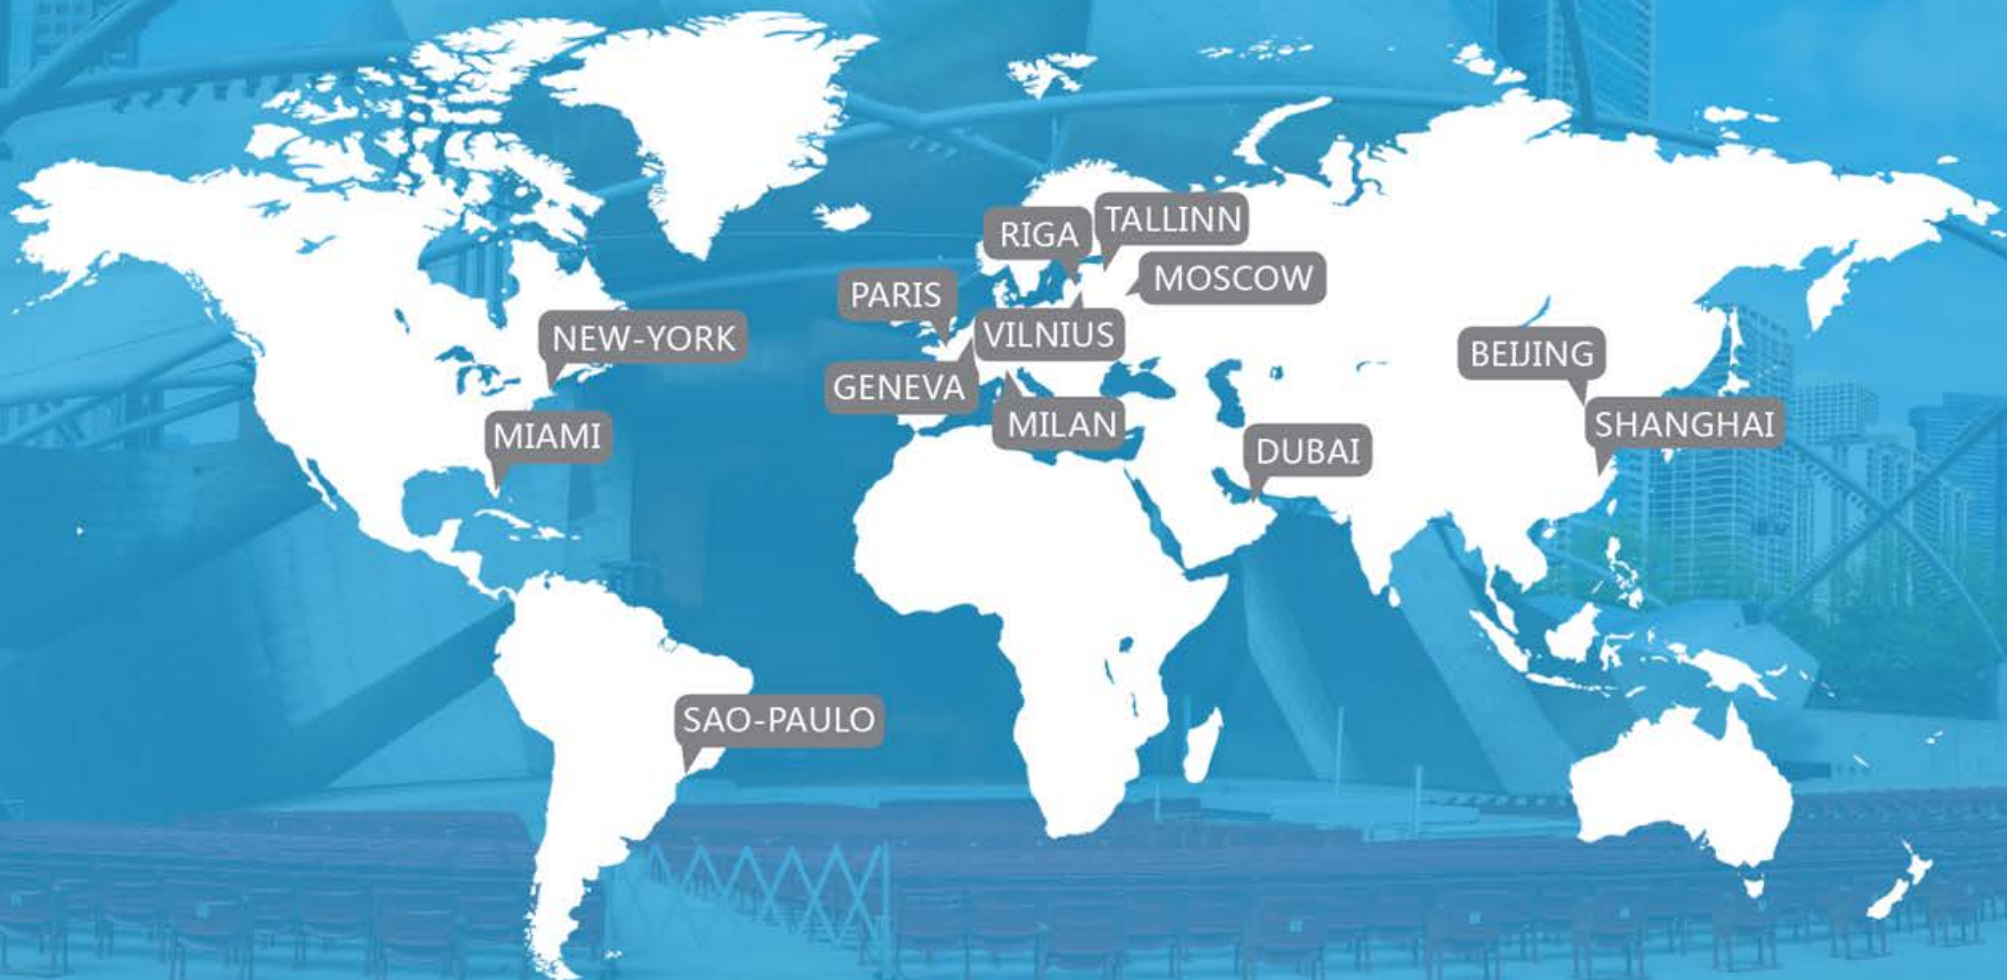 TALLINN
RIGA
MOSCOW
PARIS
NEW-YORK
VILNIUS
BEIJING
GENEVA
MIAMI
MILAN
SHANGHAI
DUBAI
SAO-PAULO